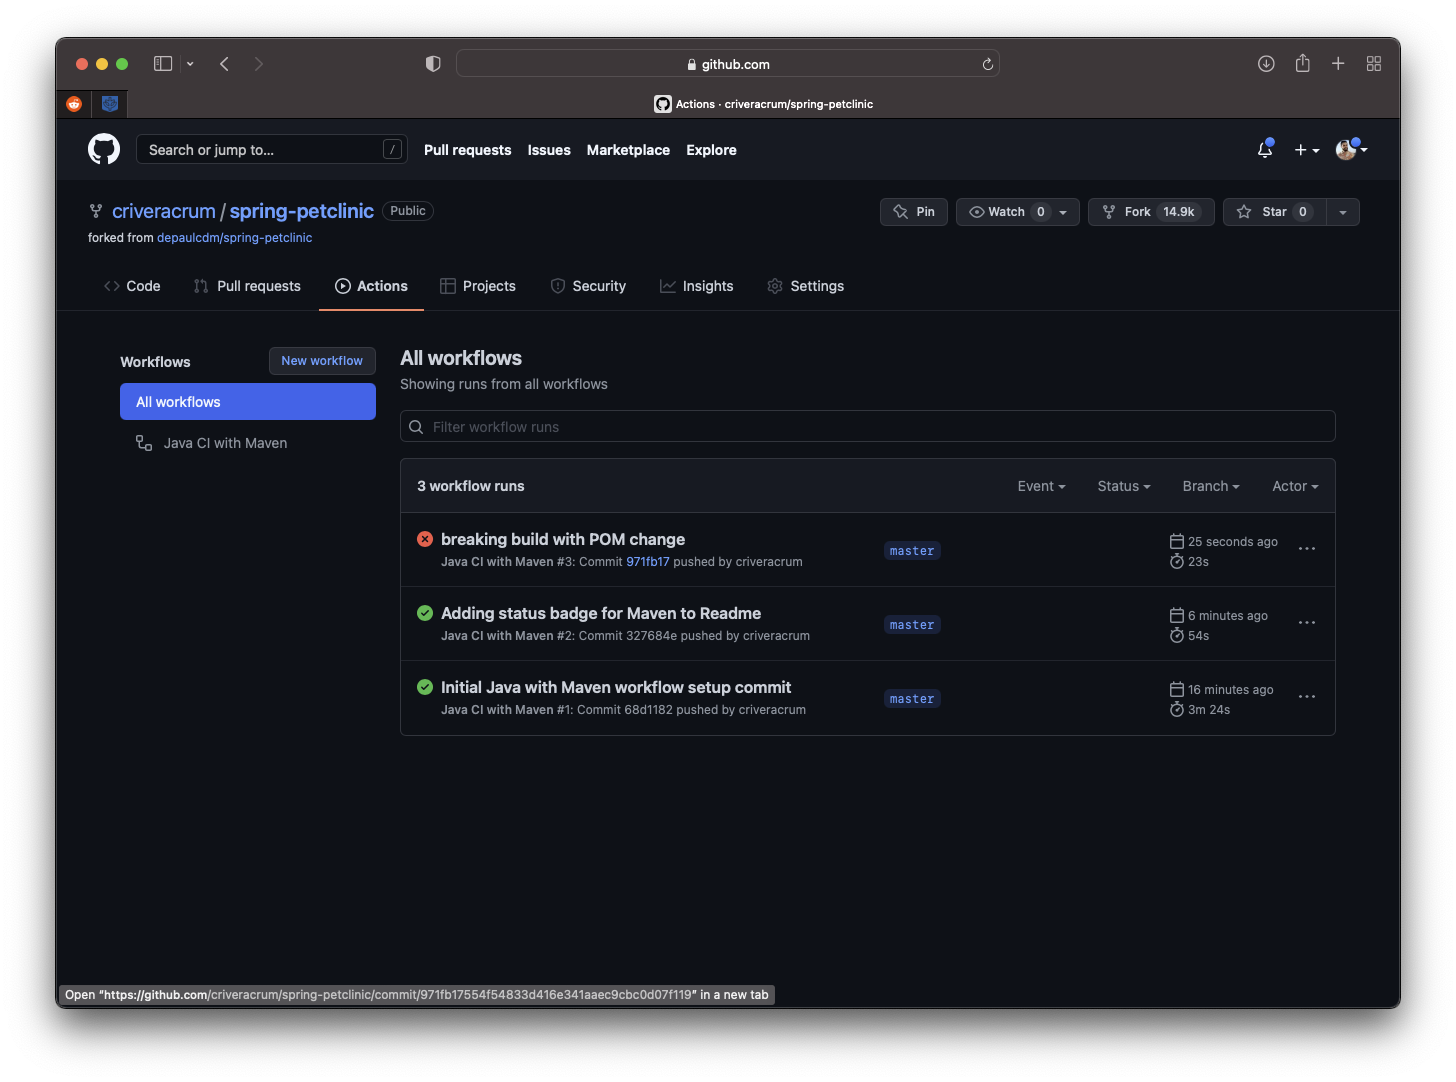 github.com
Actions · criveracrum/spring-petclinic
Search or jump to...
/
Pull requests
Issues
Marketplace
Explore
criveracrum / spring-petclinic
Public
Pin
Watch 0
Fork 14.9k
Star 0
forked from depaulcdm/spring-petclinic
Code
Pull requests
Actions
Projects
Security
Insights
Settings
Workflows
New workflow
All workflows
Java CI with Maven
All workflows
Showing runs from all workflows
Filter workflow runs
3 workflow runs
Event
Status
Branch
Actor
breaking build with POM change
Java CI with Maven #3: Commit 971fb17 pushed by criveracrum
master
25 seconds ago
23s
Adding status badge for Maven to Readme
Java CI with Maven #2: Commit 327684e pushed by criveracrum
master
6 minutes ago
54s
Initial Java with Maven workflow setup commit
Java CI with Maven #1: Commit 68d1182 pushed by criveracrum
master
16 minutes ago
3m 24s
Open “https://github.com/criveracrum/spring-petclinic/commit/971fb17554f54833d416e341aaec9cbc0d07f119” in a new tab